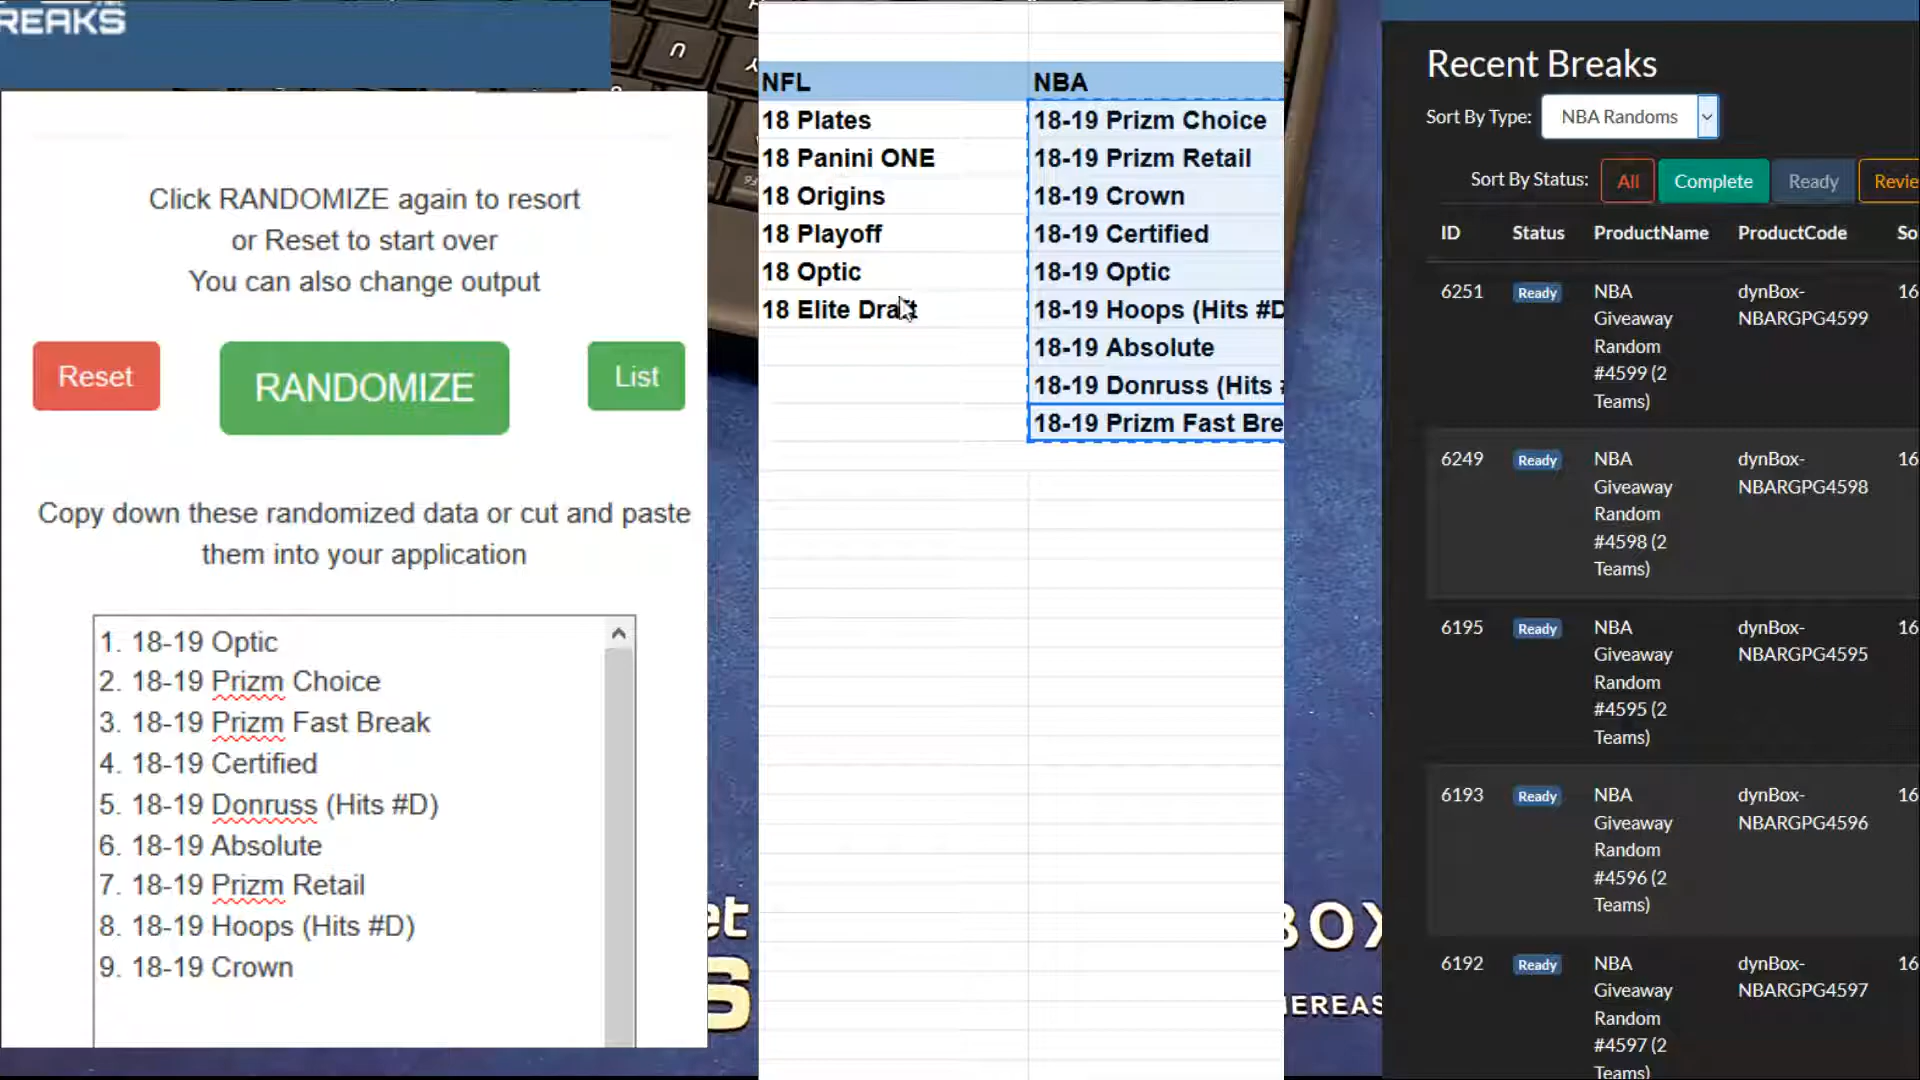 REAKS
Click RANDOMIZE again to resort
or Reset to start over
You can also change output
Reset
RANDOMIZE
List
Copy down these randomized data or cut and paste
them into your application
1. 18-19 Optic
2. 18-19 Prizm Choice
3. 18-19 Prizm Fast Break
4. 18-19 Certified
5. 18-19 Donruss (Hits #D)
6. 18-19 Absolute
7. 18-19 Prizm Retail
8. 18-19 Hoops (Hits #D)
9. 18-19 Crown
NFL NBA
18 Plates 18-19 Prizm Choice
18 Panini ONE 18-19 Prizm Retail
18 Origins 18-19 Crown
18 Playoff 18-19 Certified
18 Optic 18-19 Optic
18 Elite Draft 18-19 Hoops (Hits #D
18-19 Absolute
18-19 Donruss (Hits
18-19 Prizm Fast Bre
et
S
BOX
HEREAS
Recent Breaks
Sort By Type: NBA Randoms
Sort By Status: All Complete Ready Revie
ID Status ProductName ProductCode So
6251 Ready NBA dynBox- 16
Giveaway NBARGPG4599
Random
#4599 (2
Teams)
6249 Ready NBA dynBox- 16
Giveaway NBARGPG4598
Random
#4598 (2
Teams)
6195 Ready NBA dynBox- 16
Giveaway NBARGPG4595
Random
#4595 (2
Teams)
6193 Ready NBA dynBox- 16
Giveaway NBARGPG4596
Random
#4596 (2
Teams)
6192 Ready NBA dynBox- 16
Giveaway NBARGPG4597
Random
#4597 (2
Teams)